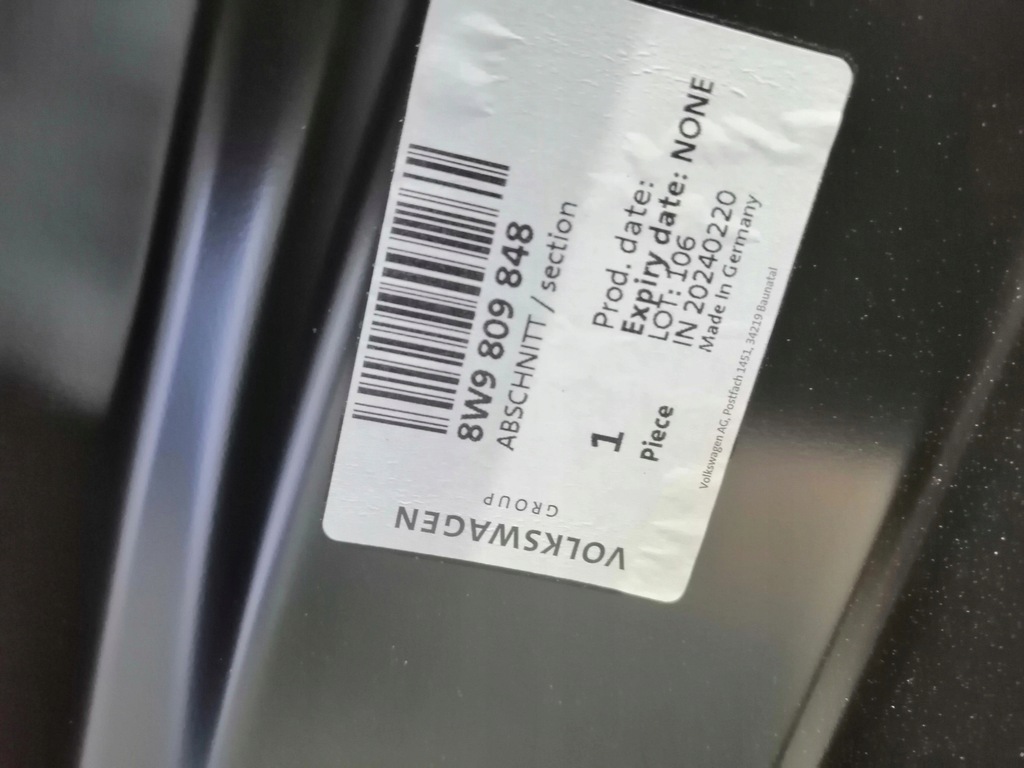 VOLKSWAGEN
GROUP
8W9 809 848
ABSCHNITT / section
1
Piece
Prod. date:
Expiry date: NONE
LOT: 106
IN 20240220
Made In Germany
Volkswagen AG, Postfach 1451, 34219 Baunatal